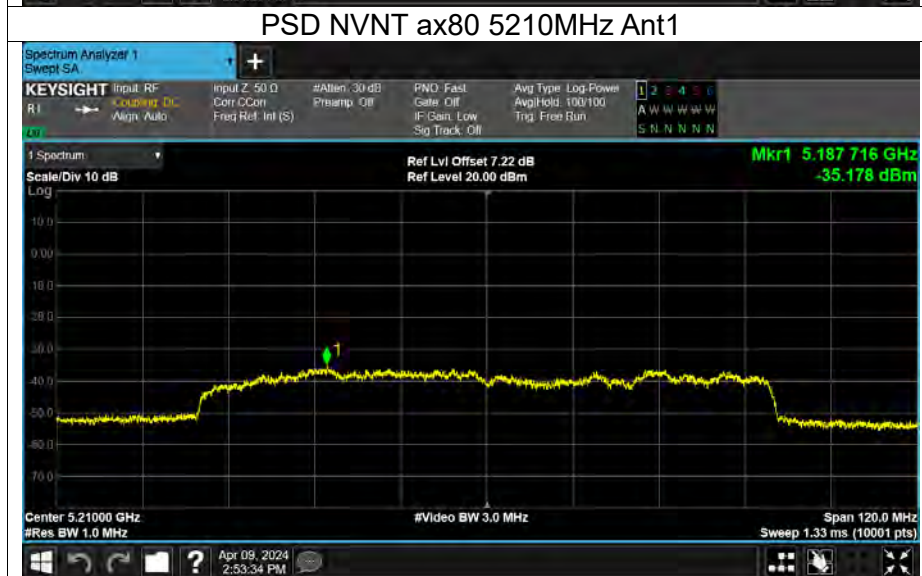 PSD NVNT ax80 5210MHz Ant1
Spectrum Analyzer 1
Swept SA
+
KEYSIGHT Input: RF Input Z: 50 Ω #Atten: 30 dB PNO: Fast Avg Type: Log-Power 1 2 3 4 5 6
Coupling: DC Corr CCorr Preamp: Off Gate: Off Avg|Hold: 100/100 A W W W W W
Align: Auto Freq Ref: Int (S) IF Gain: Low Trig: Free Run
Sig Track: Off S N N N N N
1 Spectrum Ref Lvl Offset 7.22 dB Mkr1 5.187 716 GHz
Scale/Div 10 dB Ref Level 20.00 dBm -35.178 dBm
Log
10.0
0.00
-10.0
-20.0
-30.0
1
-40.0
-50.0
-60.0
-70.0
Center 5.21000 GHz #Video BW 3.0 MHz Span 120.0 MHz
#Res BW 1.0 MHz Sweep 1.33 ms (10001 pts)
? Apr 09, 2024
2:53:34 PM